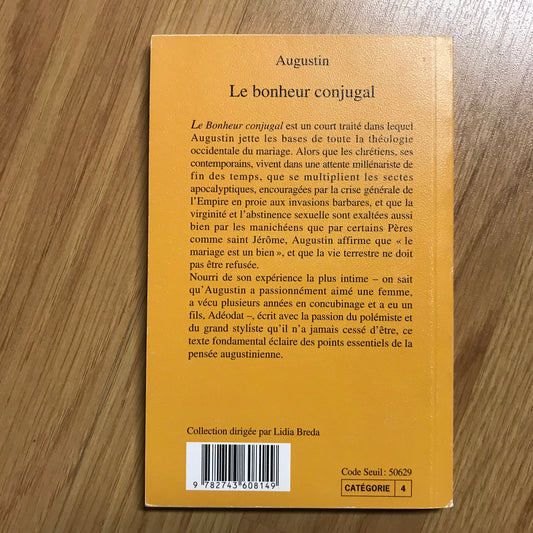 Augustin
Le bonheur conjugal
Le Bonheur conjugal est un court traité dans lequel
Augustin jette les bases de toute la théologie
occidentale du mariage. Alors que les chrétiens, ses
contemporains, vivent dans une attente millénariste de
fin des temps, que se multiplient les sectes
apocalyptiques, encouragées par la crise générale de
l'Empire en proie aux invasions barbares, et que la
virginité et l'abstinence sexuelle sont exaltées aussi
bien par les manichéens que par certains Pères
comme saint Jérôme, Augustin affirme que « le
mariage est un bien », et que la vie terrestre ne doit
pas être refusée.
Nourri de son expérience la plus intime – on sait
qu'Augustin a passionnément aimé une femme,
a vécu plusieurs années en concubinage et a eu un
fils, Adéodat –, écrit avec la passion du polémiste et
du grand styliste qu'il n'a jamais cessé d'être, ce
texte fondamental éclaire des points essentiels de la
pensée augustinienne.
Collection dirigée par Lidia Breda
9 782743 608149
Code Seuil : 50629
CATÉGORIE 4